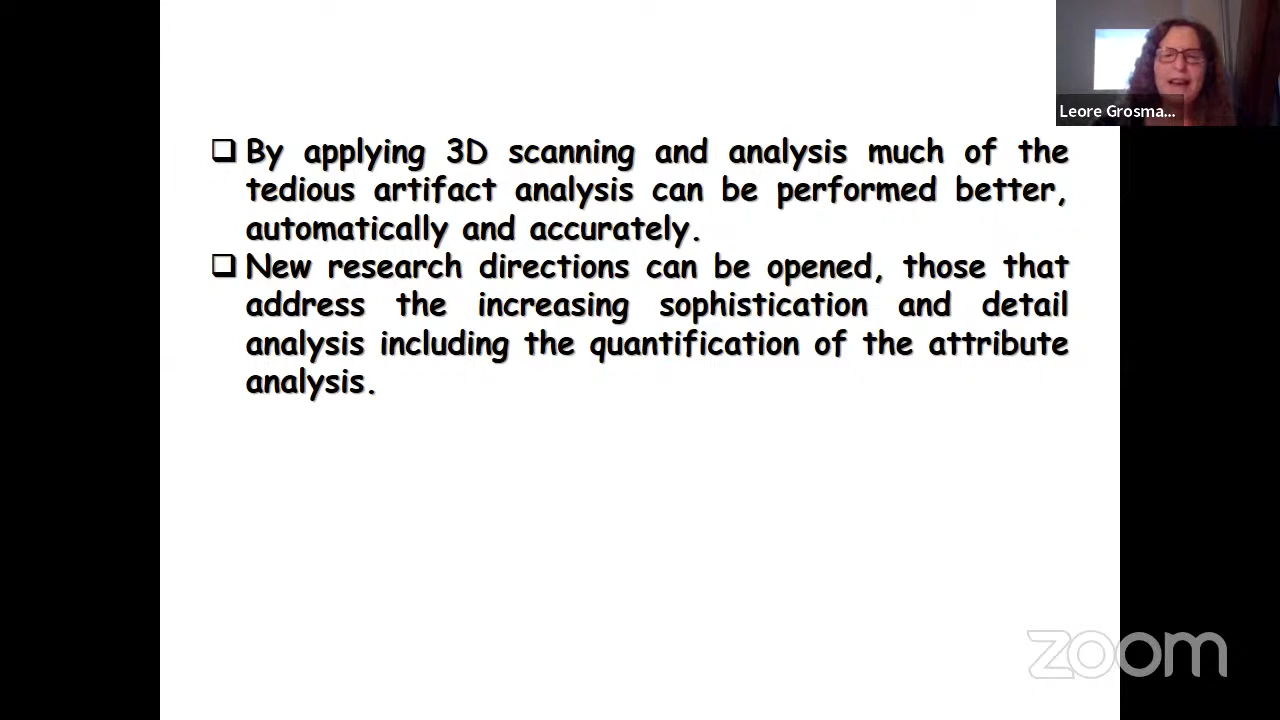 Leore Grosma...
❑ By applying 3D scanning and analysis much of the
tedious artifact analysis can be performed better,
automatically and accurately.
❑ New research directions can be opened, those that
address the increasing sophistication and detail
analysis including the quantification of the attribute
analysis.
zoom